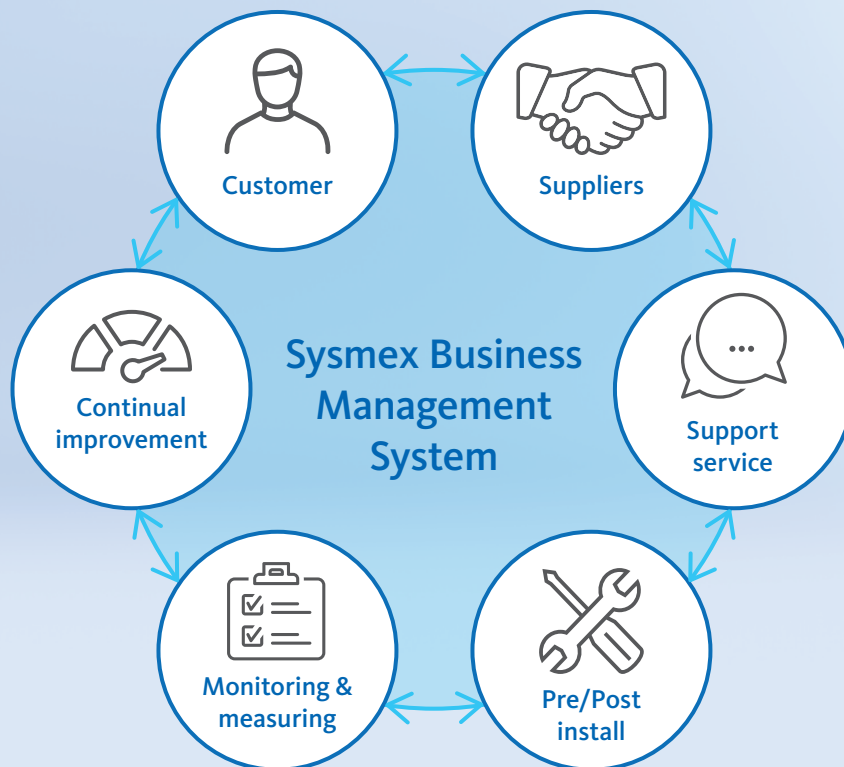 Customer
Suppliers
Sysmex Business
Management
System
Continual
improvement
Support
service
Monitoring &
measuring
Pre/Post
install